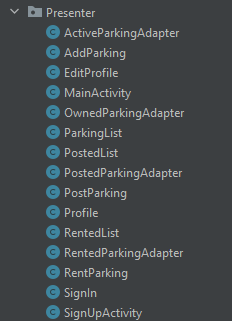 Presenter
C ActiveParkingAdapter
C AddParking
C EditProfile
C MainActivity
C OwnedParkingAdapter
C ParkingList
C PostedList
C PostedParkingAdapter
C PostParking
C Profile
C RentedList
C RentedParkingAdapter
C RentParking
C SignIn
C SignUpActivity